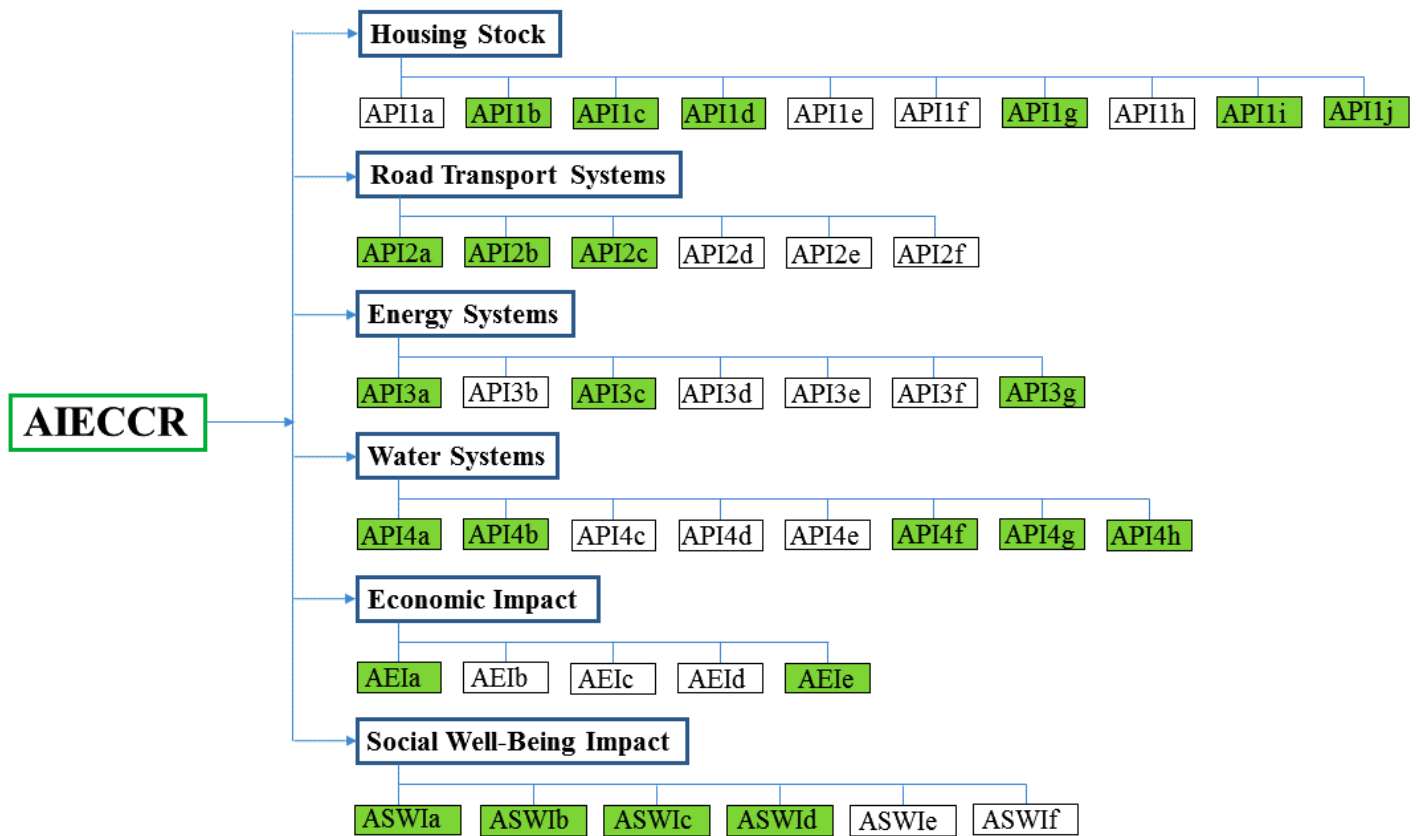 Housing Stock
API1a API1b API1c API1d API1e API1f API1g API1h API1i API1j
Road Transport Systems
API2a API2b API2c API2d API2e API2f
Energy Systems
API3a API3b API3c API3d API3e API3f API3g
AIECCR
Water Systems
API4a API4b API4c API4d API4e API4f API4g API4h
Economic Impact
AEIa AEIb AEIc AEId AEIe
Social Well-Being Impact
ASWIa ASWIb ASWIc ASWId ASWIe ASWIf